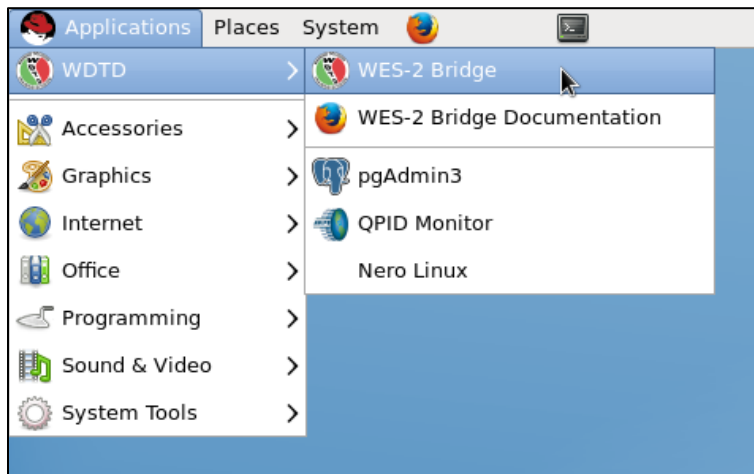 Applications Places System
WDTD
WES-2 Bridge
WES-2 Bridge Documentation
pgAdmin3
QPID Monitor
Nero Linux
Accessories
Graphics
Internet
Office
Programming
Sound & Video
System Tools